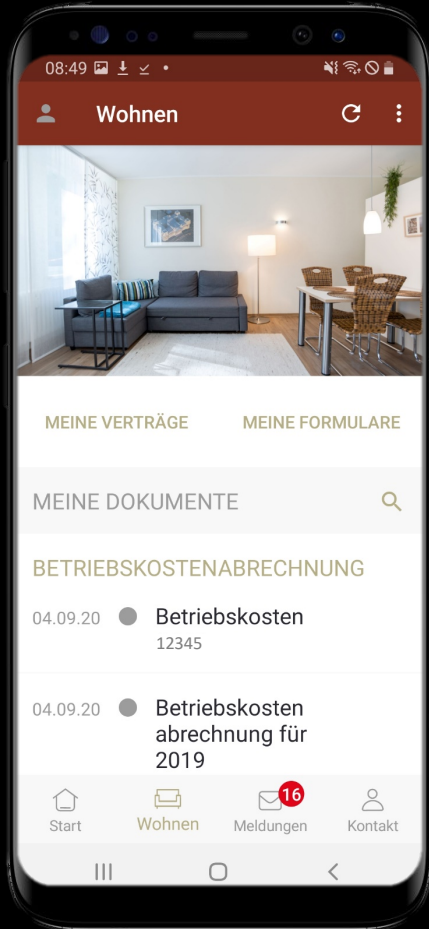 08:49
Wohnen
MEINE VERTRÄGE MEINE FORMULARE
MEINE DOKUMENTE
BETRIEBSKOSTENABRECHNUNG
04.09.20 Betriebskosten
12345
04.09.20 Betriebskosten
abrechnung für
2019
16
Start Wohnen Meldungen Kontakt